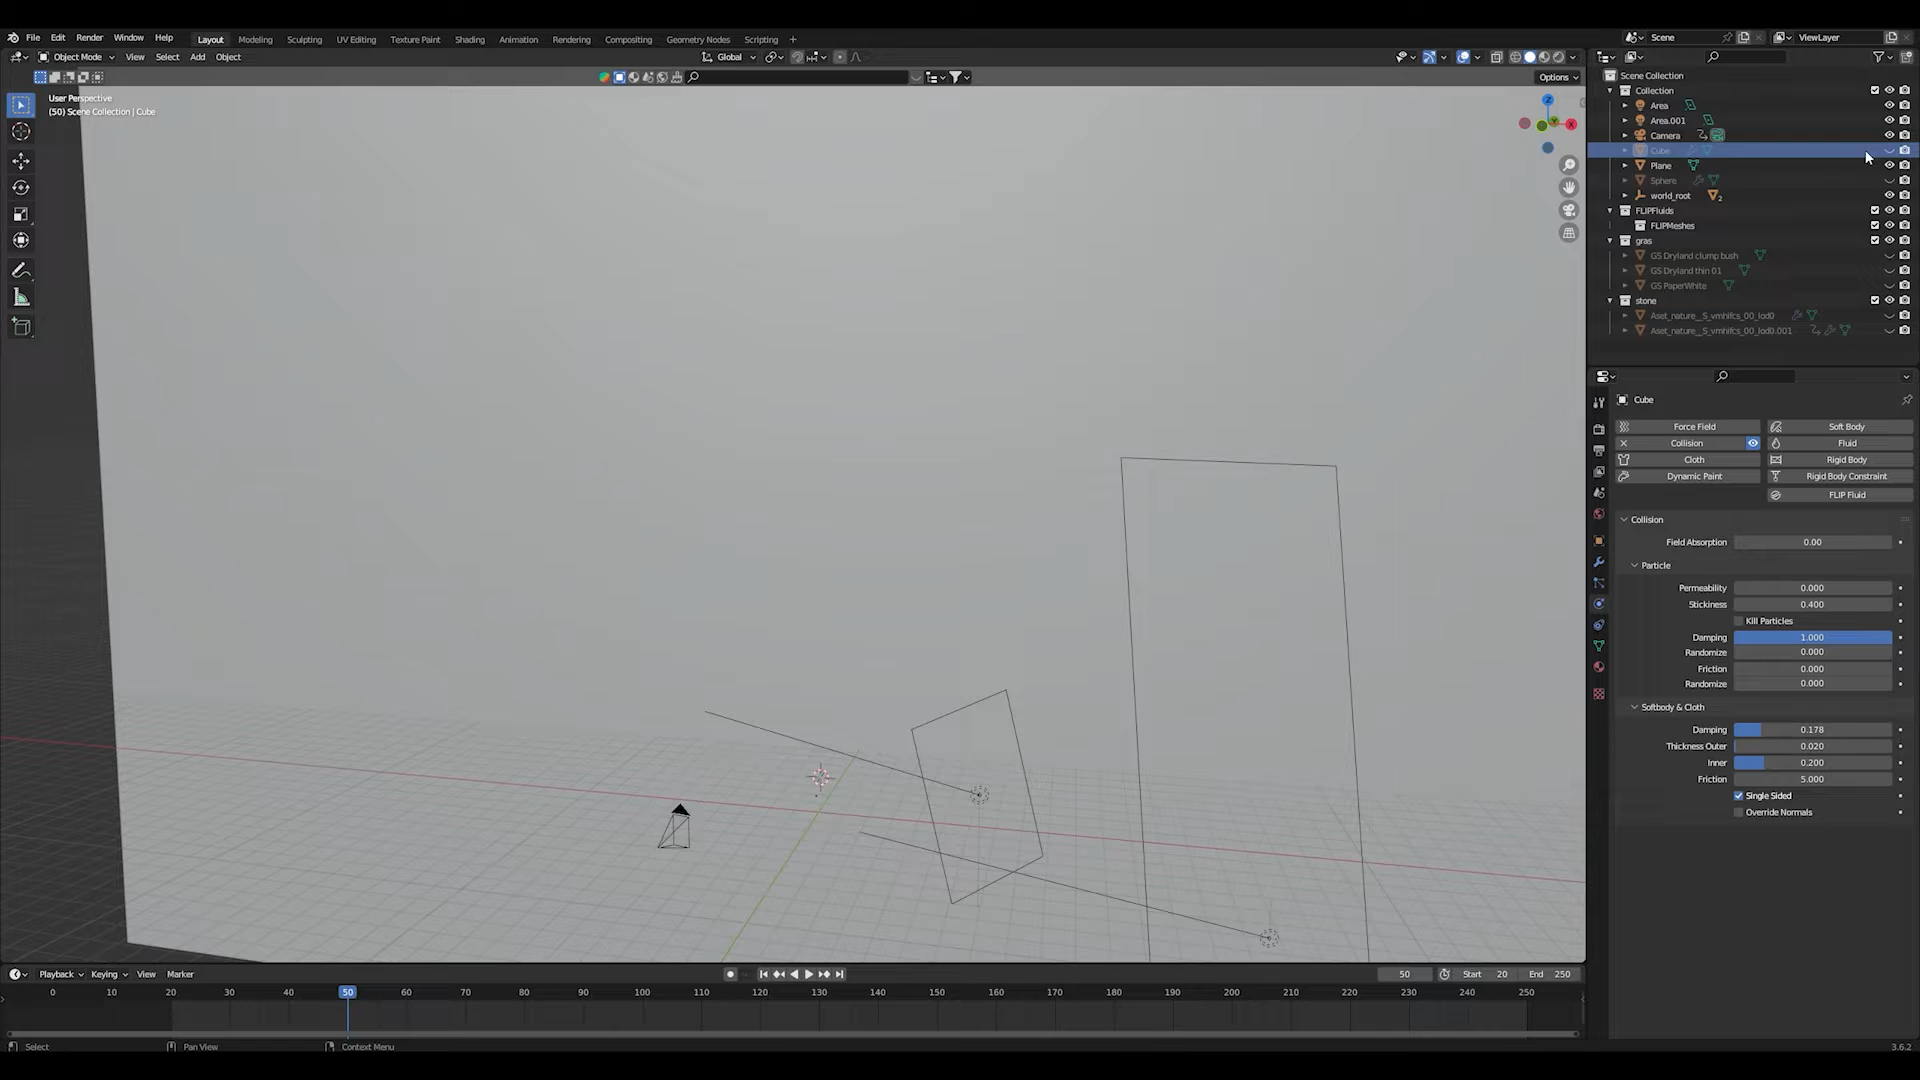 File Edit Render Window Help Layout Modeling Sculpting UV Editing Texture Paint Shading Animation Rendering Compositing Geometry Nodes Scripting + Scene ViewLayer
Object Mode View Select Add Object Global
Options
User Perspective
(50) Scene Collection | Cube
Z
X
Scene Collection
Collection
Area
Area.001
Camera
Cube
Plane
Sphere
world_root 2
FLIPFluids
FLIPMeshes
gras
GS Dryland clump bush
GS Dryland thin 01
GS PaperWhite
stone
Aset_nature__S_vmhifcs_00_lod0
Aset_nature__S_vmhifcs_00_lod0.001
Cube
Force Field Soft Body
Collision Fluid
Cloth Rigid Body
Dynamic Paint Rigid Body Constraint
FLIP Fluid
Collision
Field Absorption 0.00
Particle
Permeability 0.000
Stickiness 0.400
Kill Particles
Damping 1.000
Randomize 0.000
Friction 0.000
Randomize 0.000
Softbody & Cloth
Damping 0.178
Thickness Outer 0.020
Inner 0.200
Friction 5.000
Single Sided
Override Normals
Playback Keying View Marker 50 Start 20 End 250
0 10 20 30 40 50 60 70 80 90 100 110 120 130 140 150 160 170 180 190 200 210 220 230 240 250
Select Pan View Context Menu 3.6.2